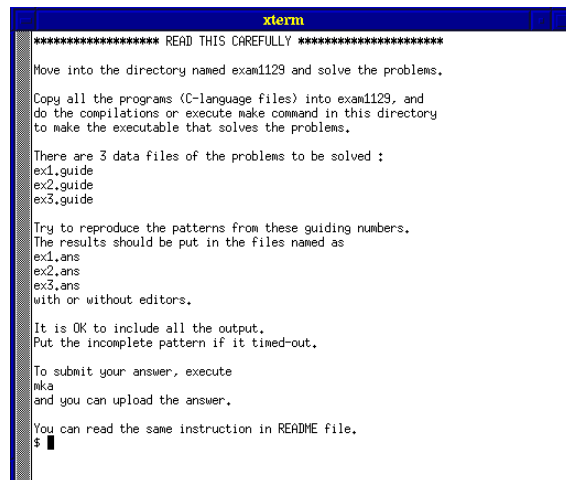 xterm
******************* READ THIS CAREFULLY **********************
Move into the directory named exam1129 and solve the problems.
Copy all the programs (C-language files) into exam1129, and
do the compilations or execute make command in this directory
to make the executable that solves the problems.
There are 3 data files of the problems to be solved :
ex1.guide
ex2.guide
ex3.guide
Try to reproduce the patterns from these guiding numbers.
The results should be put in the files named as
ex1.ans
ex2.ans
ex3.ans
with or without editors.
It is OK to include all the output.
Put the incomplete pattern if it timed-out.
To submit your answer, execute
mka
and you can upload the answer.
You can read the same instruction in README file.
$